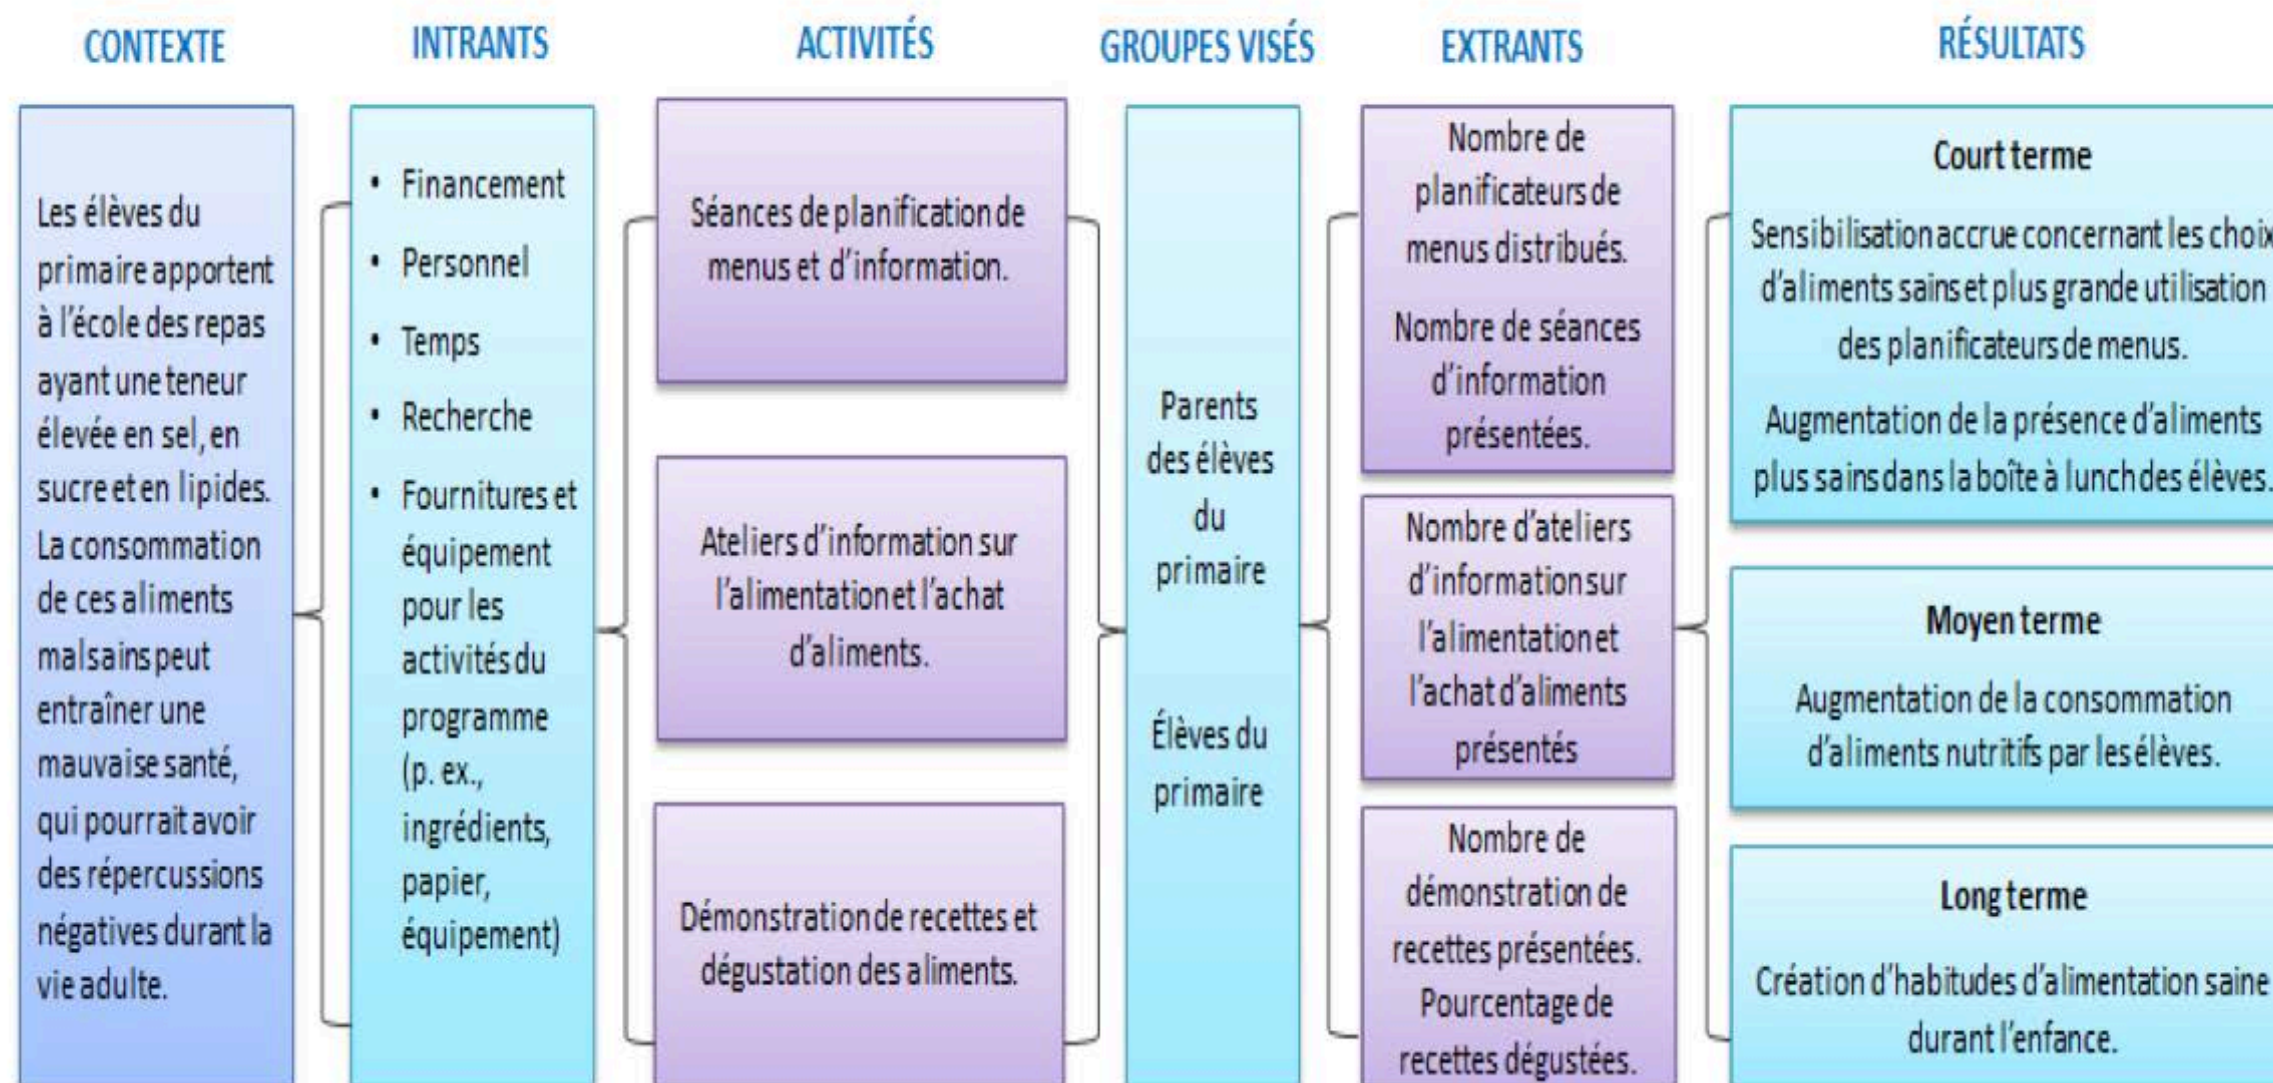 CONTEXTE
INTRANTS
ACTIVITÉS
GROUPES VISÉS
EXTRANTS
RÉSULTATS
Les élèves du
primaire apportent
à l'école des repas
ayant une teneur
élevée en sel, en
sucre et en lipides.
La consommation
de ces aliments
malsains peut
entraîner une
mauvaise santé,
qui pourrait avoir
des répercussions
négatives durant la
vie adulte.
• Financement
• Personnel
• Temps
• Recherche
• Fournitures et
équipement
pour les
activités du
programme
(p. ex.,
ingrédients,
papier,
équipement)
Séances de planification de
menus et d'information.
Ateliers d'information sur
l'alimentation et l'achat
d'aliments.
Démonstration de recettes et
dégustation des aliments.
Parents
des élèves
du
primaire
Élèves du
primaire
Nombre de
planificateurs de
menus distribués.
Nombre de séances
d'information
présentées.
Nombre d'ateliers
d'information sur
l'alimentation et
l'achat d'aliments
présentés
Nombre de
démonstration de
recettes présentées.
Pourcentage de
recettes dégustées.
Court terme
Sensibilisation accrue concernant les choix
d'aliments sains et plus grande utilisation
des planificateurs de menus.
Augmentation de la présence d'aliments
plus sains dans la boîte à lunch des élèves.
Moyen terme
Augmentation de la consommation
d'aliments nutritifs par les élèves.
Long terme
Création d'habitudes d'alimentation saine
durant l'enfance.